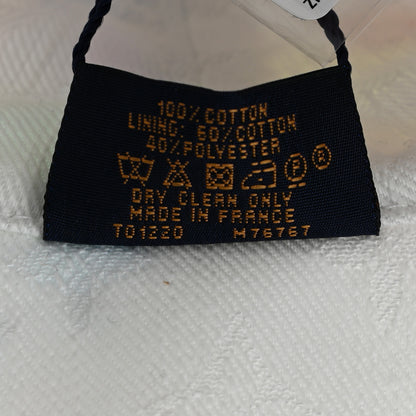 100% COTTON
LINING: 60% COTTON
40% POLYESTER
P ®
DRY CLEAN ONLY
MADE IN FRANCE
TO1220 M76767